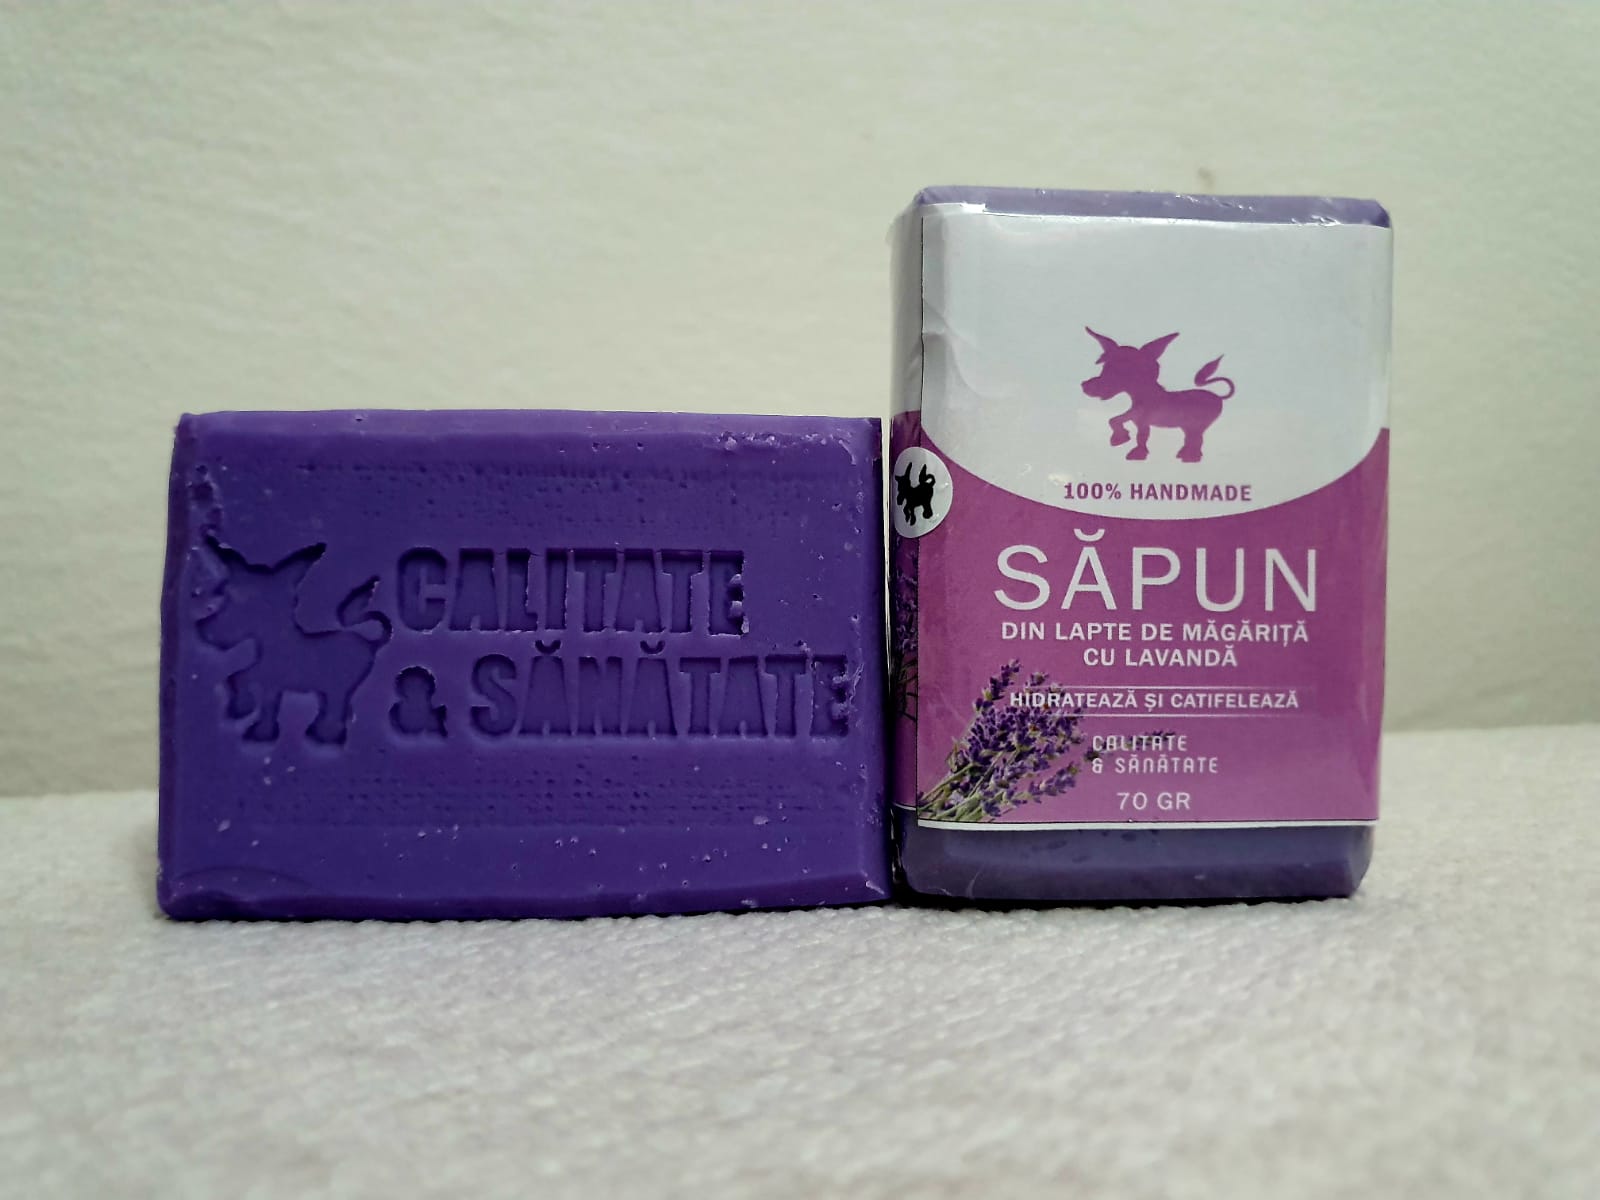 CALITATE
& SĂNĂTATE
100% HANDMADE
SĂPUN
DIN LAPTE DE MĂGĂRIȚĂ
CU LAVANDĂ
HIDRATEAZĂ ȘI CATIFELEAZĂ
CALITATE
& SĂNĂTATE
70 GR